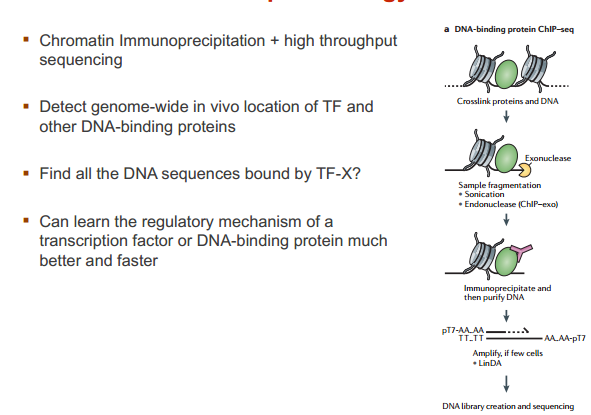 ▪ Chromatin Immunoprecipitation + high throughput
sequencing
▪ Detect genome-wide in vivo location of TF and
other DNA-binding proteins
▪ Find all the DNA sequences bound by TF-X?
▪ Can learn the regulatory mechanism of a
transcription factor or DNA-binding protein much
better and faster
a DNA-binding protein ChIP–seq
Crosslink proteins and DNA
Exonuclease
Sample fragmentation
• Sonication
• Endonuclease (ChIP–exo)
Immunoprecipitate and
then purify DNA
pT7-AA..AA
TT..TT
AA..AA-pT7
Amplify, if few cells
• LinDA
DNA library creation and sequencing